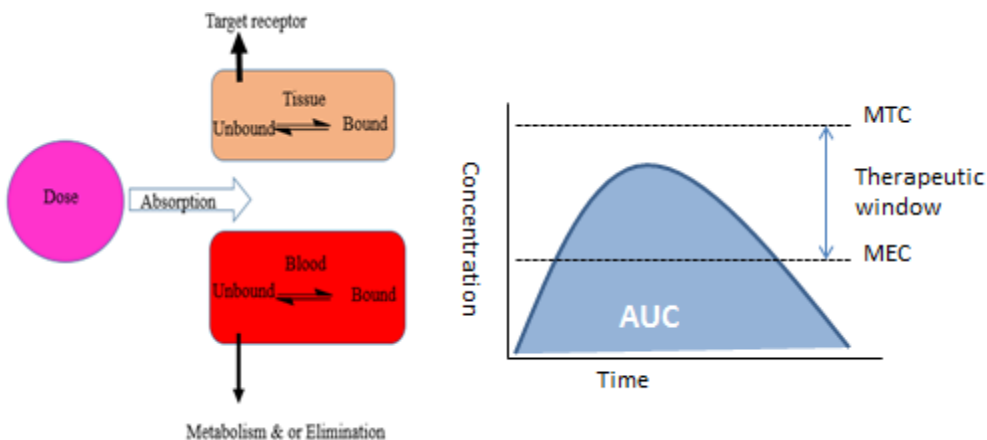 Target receptor
Tissue
Unbound Bound
Dose
Absorption
Blood
Unbound Bound
Metabolism & or Elimination
MTC
Therapeutic
window
MEC
Concentration
AUC
Time